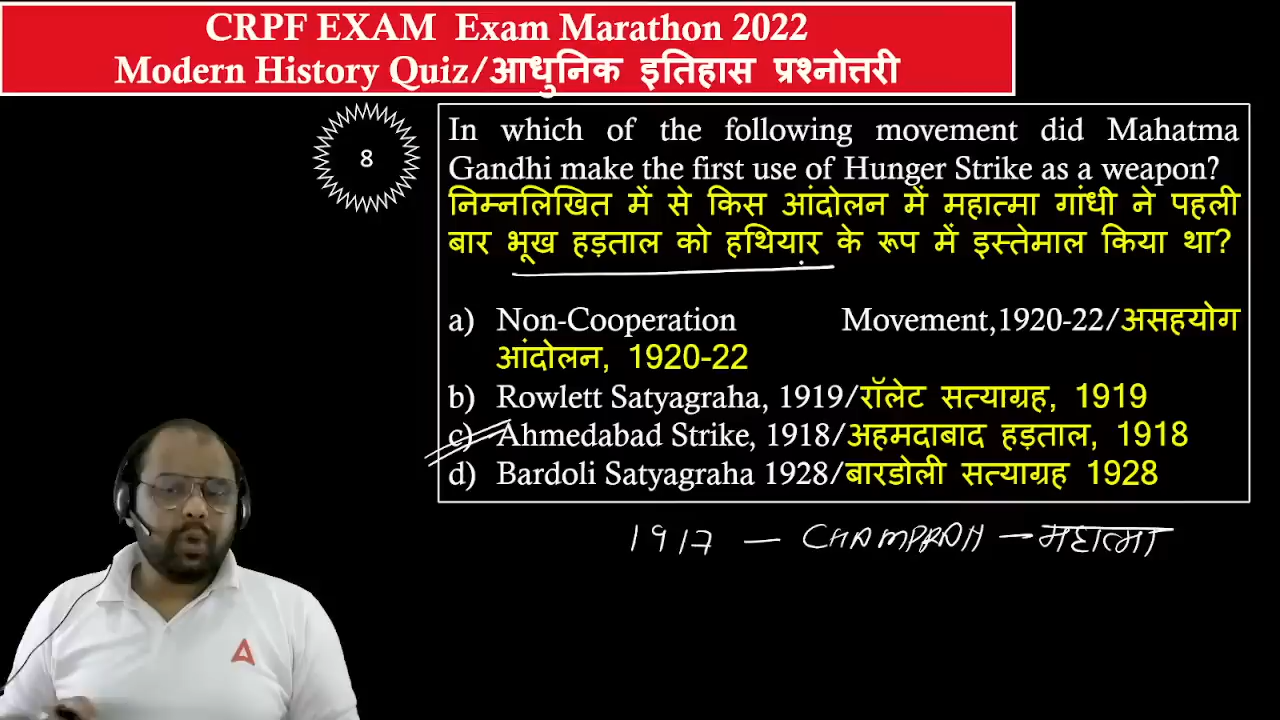 CRPF EXAM Exam Marathon 2022
Modern History Quiz/आधुनिक इतिहास प्रश्नोत्तरी
8
In which of the following movement did Mahatma
Gandhi make the first use of Hunger Strike as a weapon?
निम्नलिखित में से किस आंदोलन में महात्मा गांधी ने पहली
बार भूख हड़ताल को हथियार के रूप में इस्तेमाल किया था?
a) Non-Cooperation Movement,1920-22/असहयोग
आंदोलन, 1920-22
b) Rowlett Satyagraha, 1919/रॉलेट सत्याग्रह, 1919
c) Ahmedabad Strike, 1918/अहमदाबाद हड़ताल, 1918
d) Bardoli Satyagraha 1928/बारडोली सत्याग्रह 1928
1917 — CHAMPRAN — महात्मा